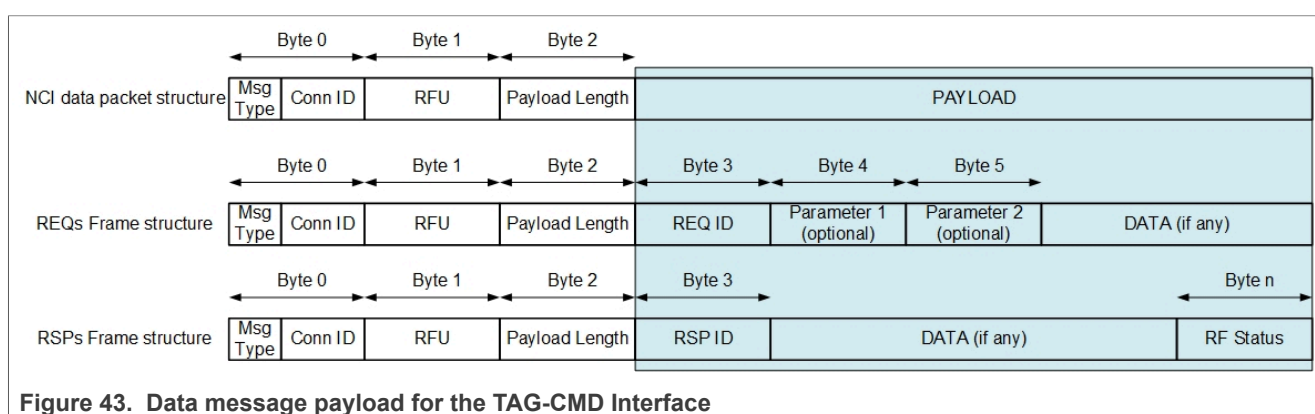 Byte 0 Byte 1 Byte 2
NCI data packet structure Msg Type Conn ID RFU Payload Length PAYLOAD
Byte 0 Byte 1 Byte 2 Byte 3 Byte 4 Byte 5
REQs Frame structure Msg Type Conn ID RFU Payload Length REQ ID Parameter 1 (optional) Parameter 2 (optional) DATA (if any)
Byte 0 Byte 1 Byte 2 Byte 3 Byte n
RSPs Frame structure Msg Type Conn ID RFU Payload Length RSP ID DATA (if any) RF Status
Figure 43. Data message payload for the TAG-CMD Interface